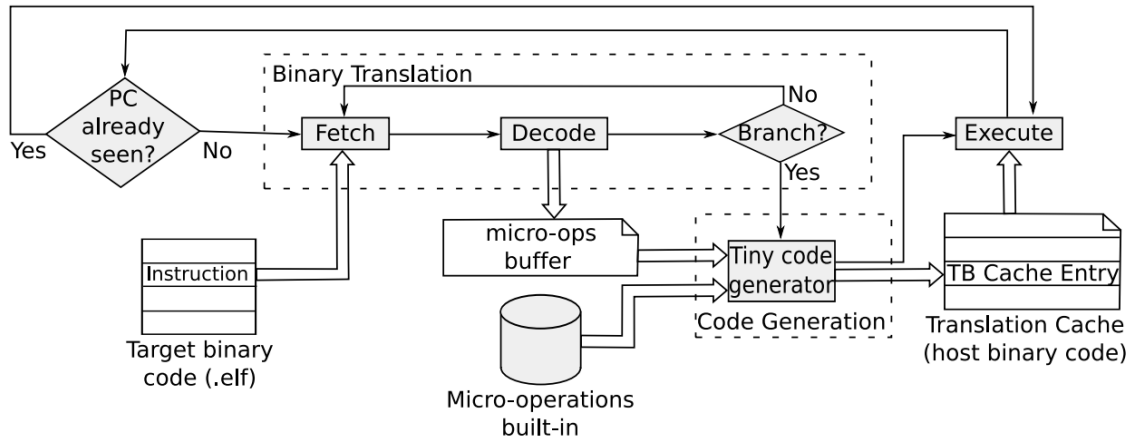 Binary Translation
PC
already
seen?
Yes
No
Fetch
Decode
Branch?
No
Yes
Execute
Instruction
Target binary
code (.elf)
micro-ops
buffer
Micro-operations
built-in
Tiny code
generator
Code Generation
TB Cache Entry
Translation Cache
(host binary code)